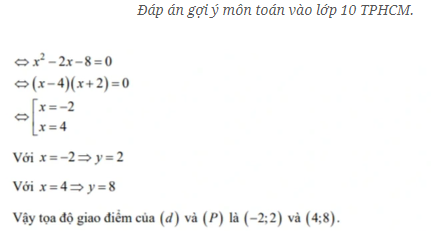 Đáp án gợi ý môn toán vào lớp 10 TPHCM.
⇔ x² − 2x − 8 = 0
⇔ (x − 4)(x + 2) = 0
⇔ [ x = −2
x = 4
Với x = −2 ⇒ y = 2
Với x = 4 ⇒ y = 8
Vậy tọa độ giao điểm của (d) và (P) là (−2;2) và (4;8).